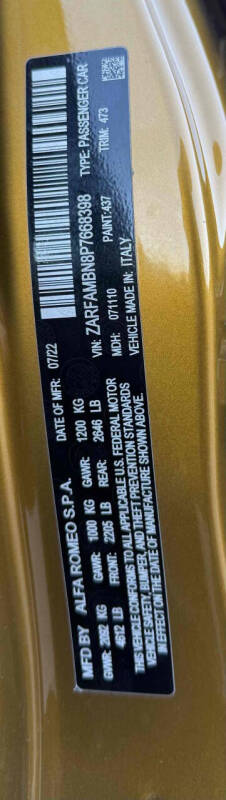 MFD BY ALFA ROMEO S.P.A. DATE OF MFR: 07/22
GVWR: 2092 KG GAWR: 1000 KG GAWR: 1200 KG
4612 LB FRONT: 2205 LB REAR: 2646 LB
THIS VEHICLE CONFORMS TO ALL APPLICABLE U.S. FEDERAL MOTOR
VEHICLE SAFETY, BUMPER, AND THEFT PREVENTION STANDARDS
IN EFFECT ON THE DATE OF MANUFACTURE SHOWN ABOVE.
VIN: ZARFAMBN8P7668398 TYPE: PASSENGER CAR
MDH: 071110 PAINT: 437 TRIM: 473
VEHICLE MADE IN: ITALY